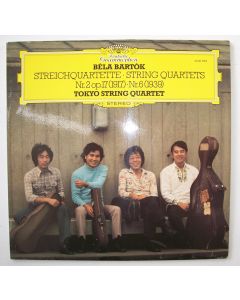 Deutsche
Grammophon
BÉLA BARTÓK
STREICHQUARTETTE · STRING QUARTETS
Nr.2 op.17 (1917) · Nr.6 (1939)
TOKYO STRING QUARTET
STEREO